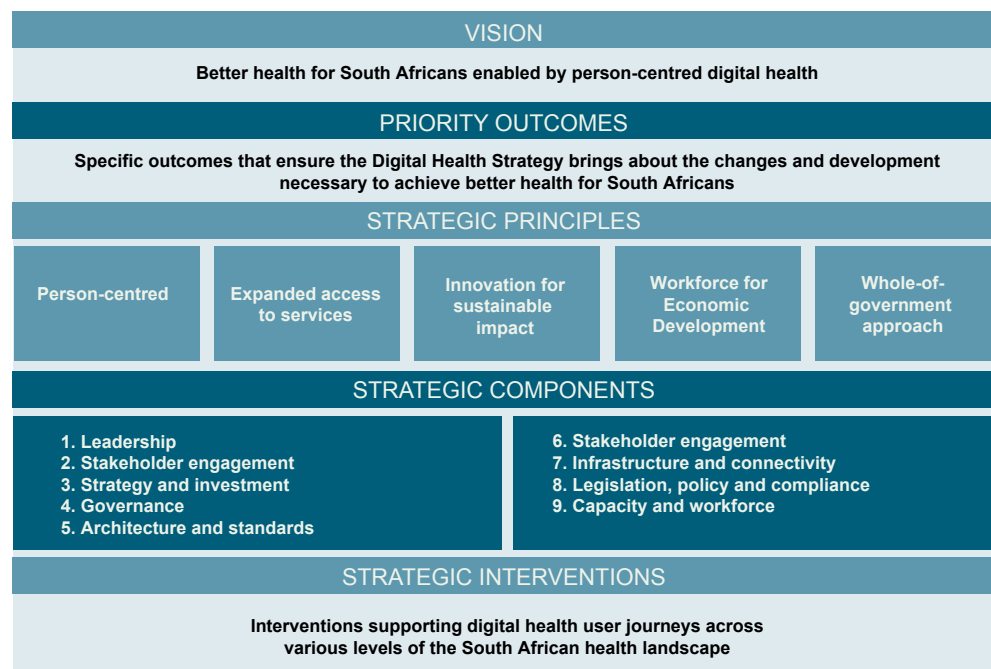 VISION
Better health for South Africans enabled by person-centred digital health
PRIORITY OUTCOMES
Specific outcomes that ensure the Digital Health Strategy brings about the changes and development
necessary to achieve better health for South Africans
STRATEGIC PRINCIPLES
Person-centred
Expanded access
to services
Innovation for
sustainable
impact
Workforce for
Economic
Development
Whole-of-
government
approach
STRATEGIC COMPONENTS
1. Leadership
2. Stakeholder engagement
3. Strategy and investment
4. Governance
5. Architecture and standards
6. Stakeholder engagement
7. Infrastructure and connectivity
8. Legislation, policy and compliance
9. Capacity and workforce
STRATEGIC INTERVENTIONS
Interventions supporting digital health user journeys across
various levels of the South African health landscape